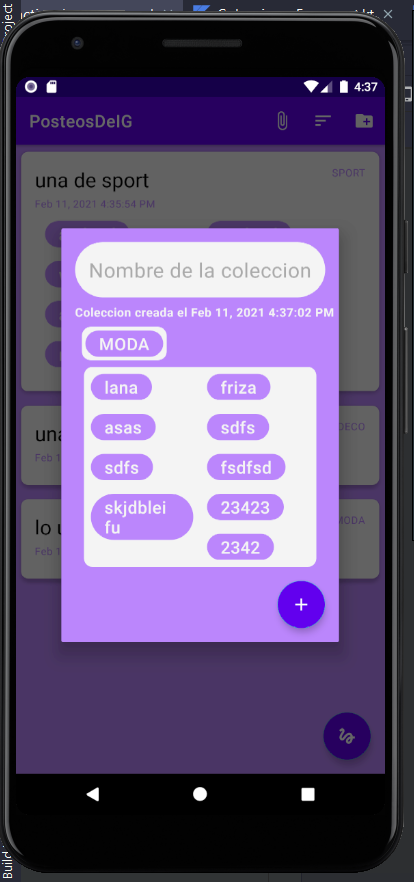 4:37
PosteosDeIG
una de sport
SPORT
Feb 11, 2021 4:35:54 PM
Nombre de la coleccion
Coleccion creada el Feb 11, 2021 4:37:02 PM
MODA
lana
friza
asas
sdfs
sdfs
fsdfsd
skjdblei
fu
23423
2342
una
DECO
Feb 1
lo u
MODA
Feb 1
Build